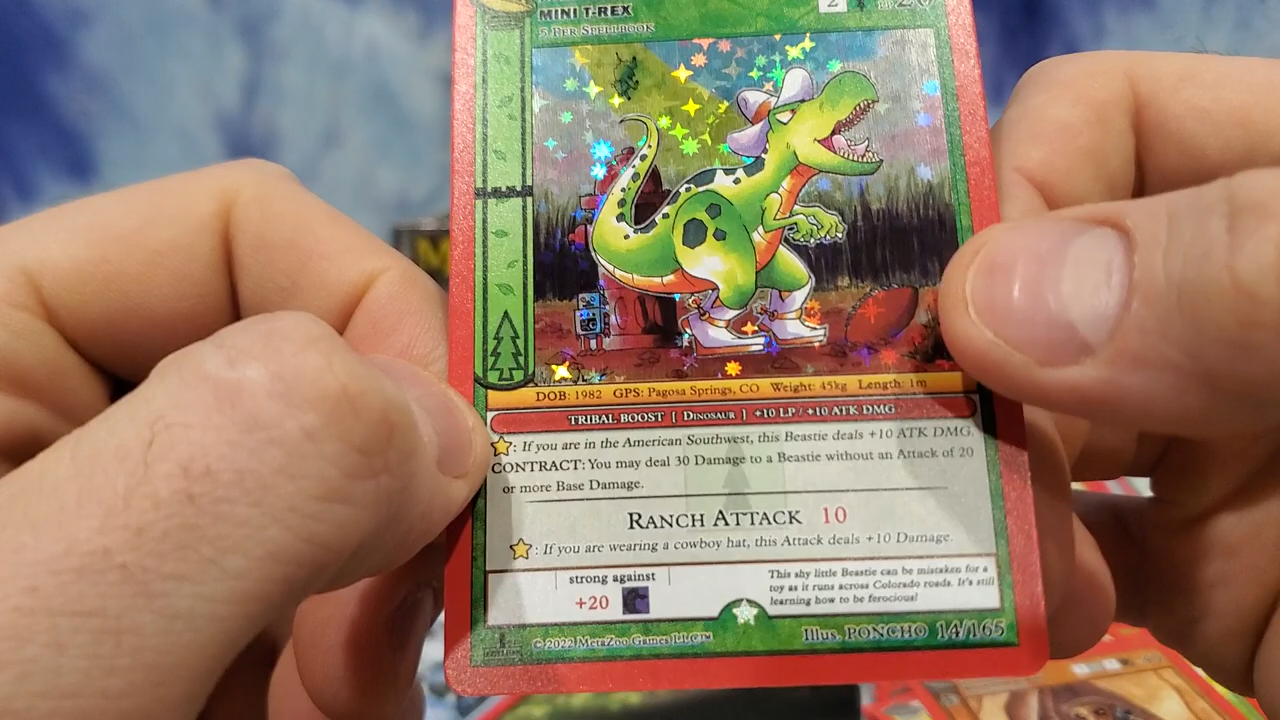 MINI T-REX
2
5 PER SPELLBOOK
DOB: 1982 GPS: Pagosa Springs, CO Weight: 45kg Length: 1m
TRIBAL BOOST [ DINOSAUR ] +10 LP / +10 ATK DMG
: If you are in the American Southwest, this Beastie deals +10 ATK DMG.
CONTRACT: You may deal 30 Damage to a Beastie without an Attack of 20
or more Base Damage.
RANCH ATTACK 10
: If you are wearing a cowboy hat, this Attack deals +10 Damage.
strong against
+20
This shy little Beastie can be mistaken for a
toy as it runs across Colorado roads. It's still
learning how to be ferocious!
© 2022 MetaZoo Games LLC™
Illus. PONCHO 14/165